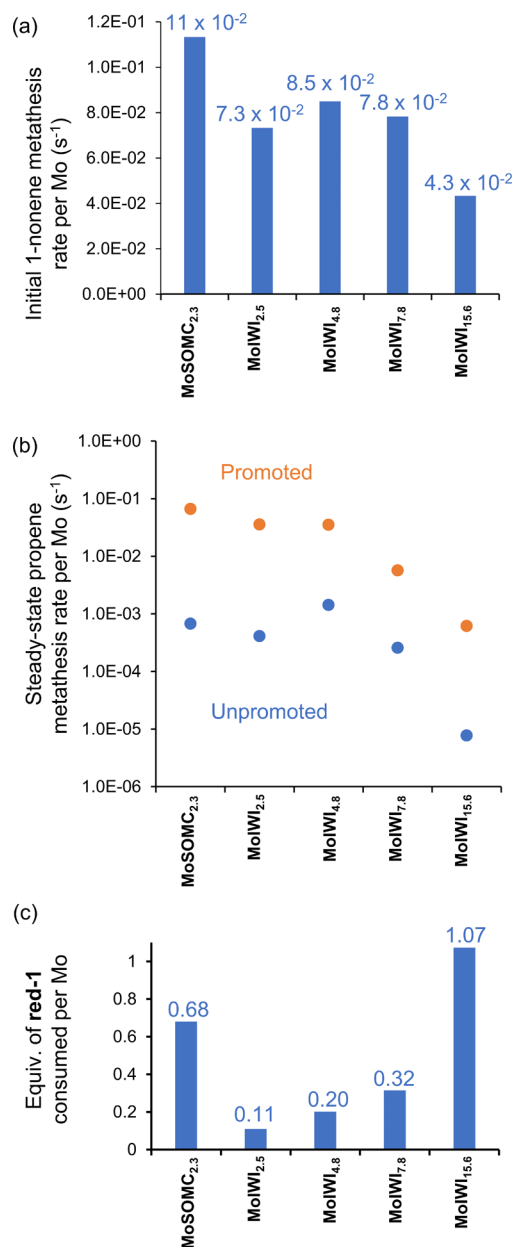 (a)
Initial 1-nonene metathesis
rate per Mo (s⁻¹)
1.2E-01
1.0E-01
8.0E-02
6.0E-02
4.0E-02
2.0E-02
0.0E+00
11 x 10⁻²
7.3 x 10⁻²
8.5 x 10⁻²
7.8 x 10⁻²
4.3 x 10⁻²
MoSOMC₂.₃
MoIWI₂.₅
MoIWI₄.₈
MoIWI₇.₈
MoIWI₁₅.₆
(b)
Steady-state propene
metathesis rate per Mo (s⁻¹)
1.0E+00
1.0E-01
1.0E-02
1.0E-03
1.0E-04
1.0E-05
1.0E-06
Promoted
Unpromoted
MoSOMC₂.₃
MoIWI₂.₅
MoIWI₄.₈
MoIWI₇.₈
MoIWI₁₅.₆
(c)
Equiv. of red-1
consumed per Mo
1
0.8
0.6
0.4
0.2
0
0.68
0.11
0.20
0.32
1.07
MoSOMC₂.₃
MoIWI₂.₅
MoIWI₄.₈
MoIWI₇.₈
MoIWI₁₅.₆